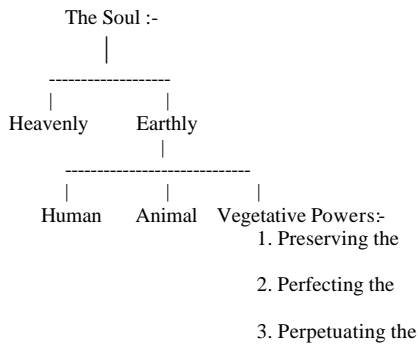 The Soul :-
|
-------------------
| |
Heavenly Earthly
|
-----------------------------
| | |
Human Animal Vegetative Powers:-
1. Preserving the
2. Perfecting the
3. Perpetuating the